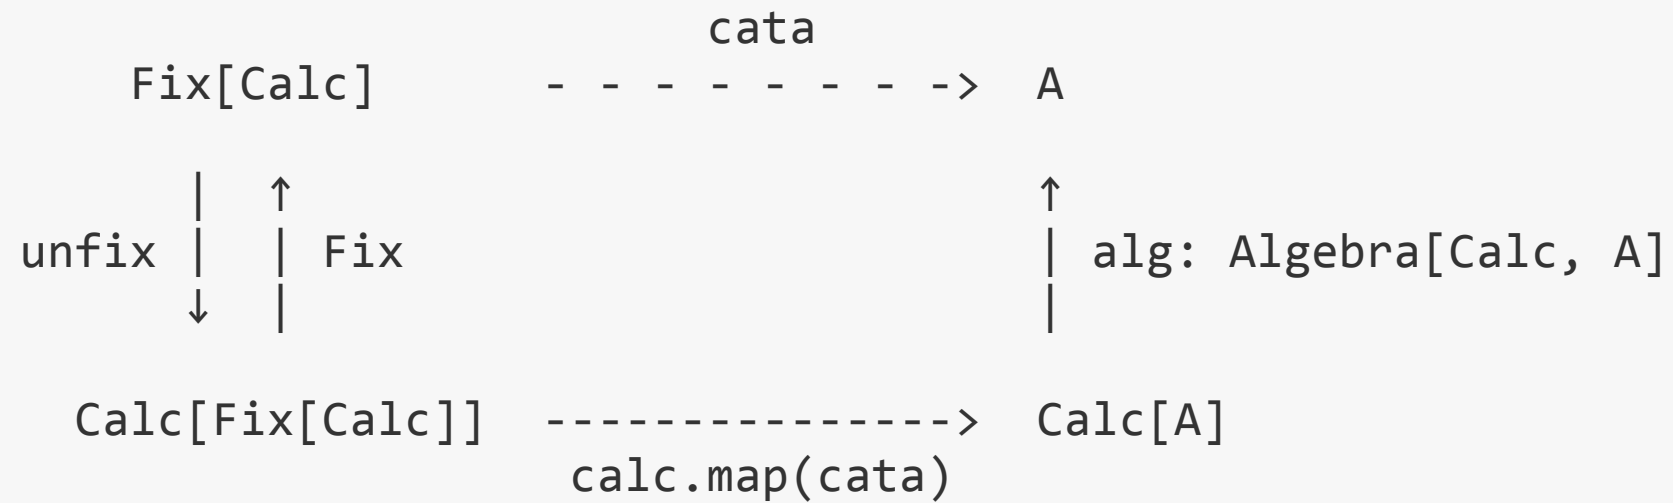 cata
Fix[Calc] - - - - - - - -> A
| ↑ ↑
unfix | | Fix | alg: Algebra[Calc, A]
↓ | |
Calc[Fix[Calc]] ---------------> Calc[A]
calc.map(cata)